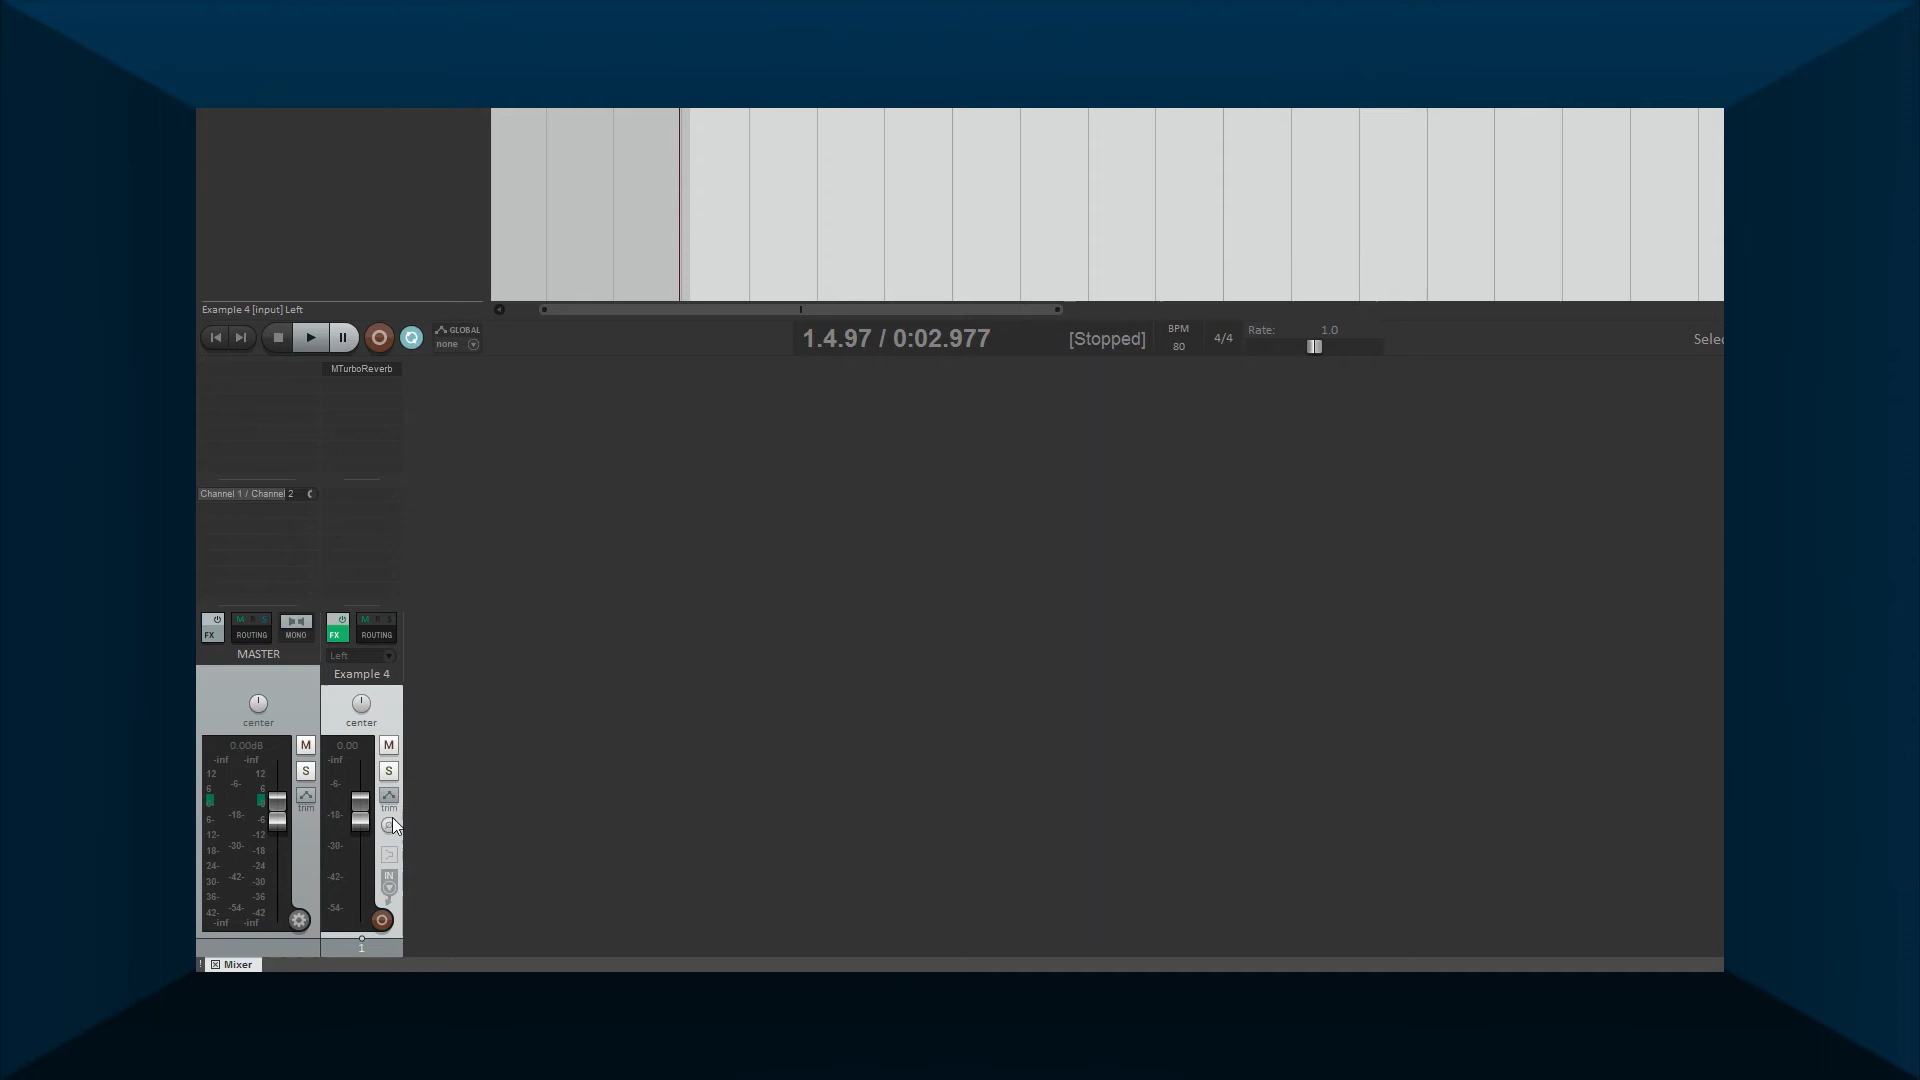 Example 4 [input] Left
GLOBAL
none
1.4.97 / 0:02.977
[Stopped]
BPM
80
4/4
Rate:
1.0
Selec
MTurboReverb
Channel 1 / Channel 2
FX
M R S
ROUTING
MONO
FX
M R S
ROUTING
MASTER
Left
Example 4
center
center
0.00dB
M
0.00
M
-inf -inf
-inf
12 12
S
S
6 -6- 6
-6-
trim
trim
6- -18- -6
-18-
12- -12
18- -30- -18
-30-
24- -24
30- -42- -30
-42-
IN
36- -36
42- -54- -42
-54-
-inf -inf
1
! Mixer